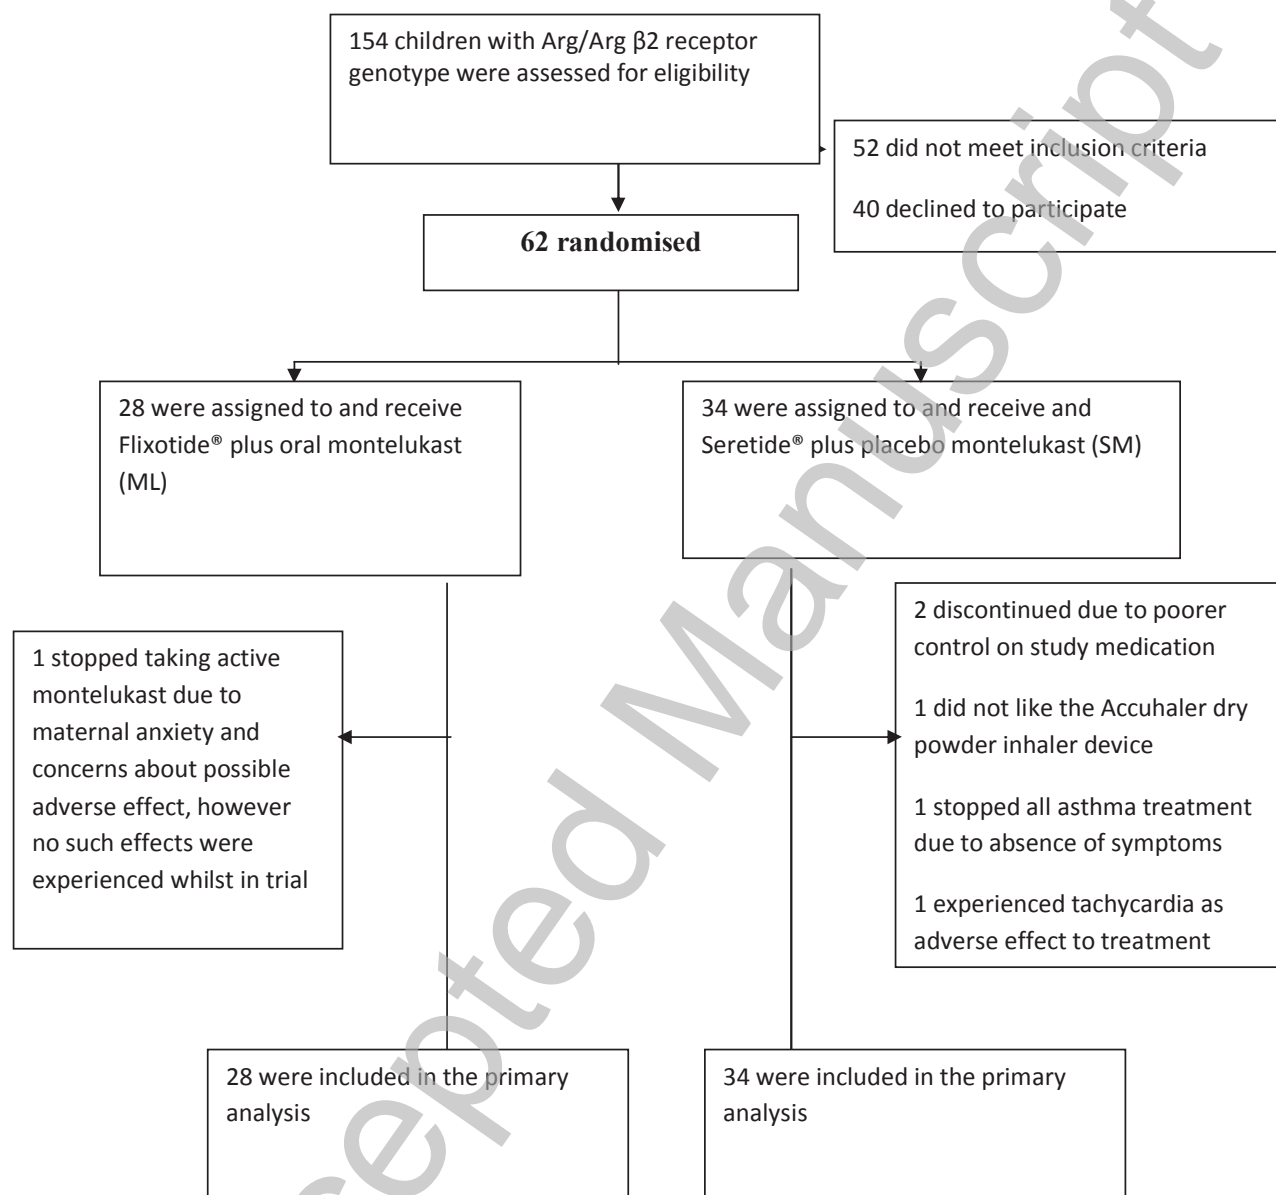 154 children with Arg/Arg β2 receptor
genotype were assessed for eligibility
52 did not meet inclusion criteria
40 declined to participate
62 randomised
28 were assigned to and receive
Flixotide® plus oral montelukast
(ML)
34 were assigned to and receive and
Seretide® plus placebo montelukast (SM)
1 stopped taking active
montelukast due to
maternal anxiety and
concerns about possible
adverse effect, however
no such effects were
experienced whilst in trial
2 discontinued due to poorer
control on study medication
1 did not like the Accuhaler dry
powder inhaler device
1 stopped all asthma treatment
due to absence of symptoms
1 experienced tachycardia as
adverse effect to treatment
28 were included in the primary
analysis
34 were included in the primary
analysis
cepted Manuscript